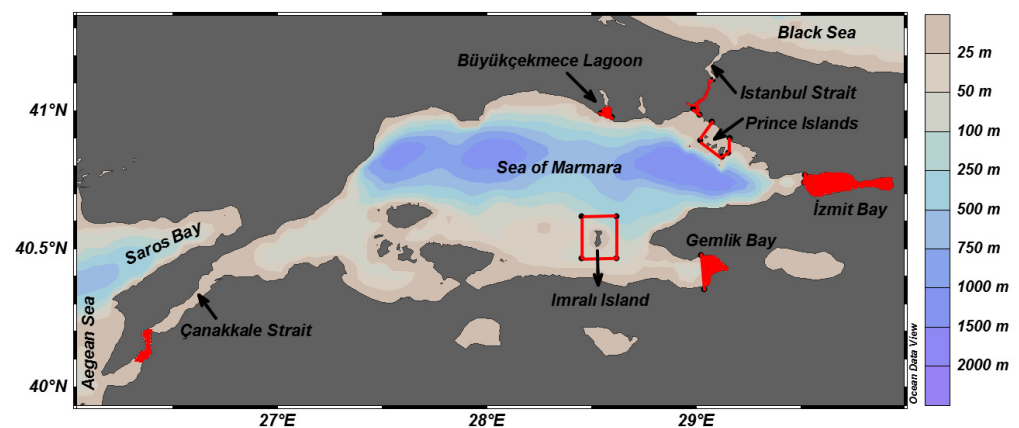 Black Sea
Büyükçekmece Lagoon
Istanbul Strait
Prince Islands
Sea of Marmara
İzmit Bay
Saros Bay
Gemlik Bay
Imralı Island
Çanakkale Strait
Aegean Sea
Ocean Data View
41°N
40.5°N
40°N
27°E
28°E
29°E
25 m
50 m
100 m
250 m
500 m
750 m
1000 m
1500 m
2000 m